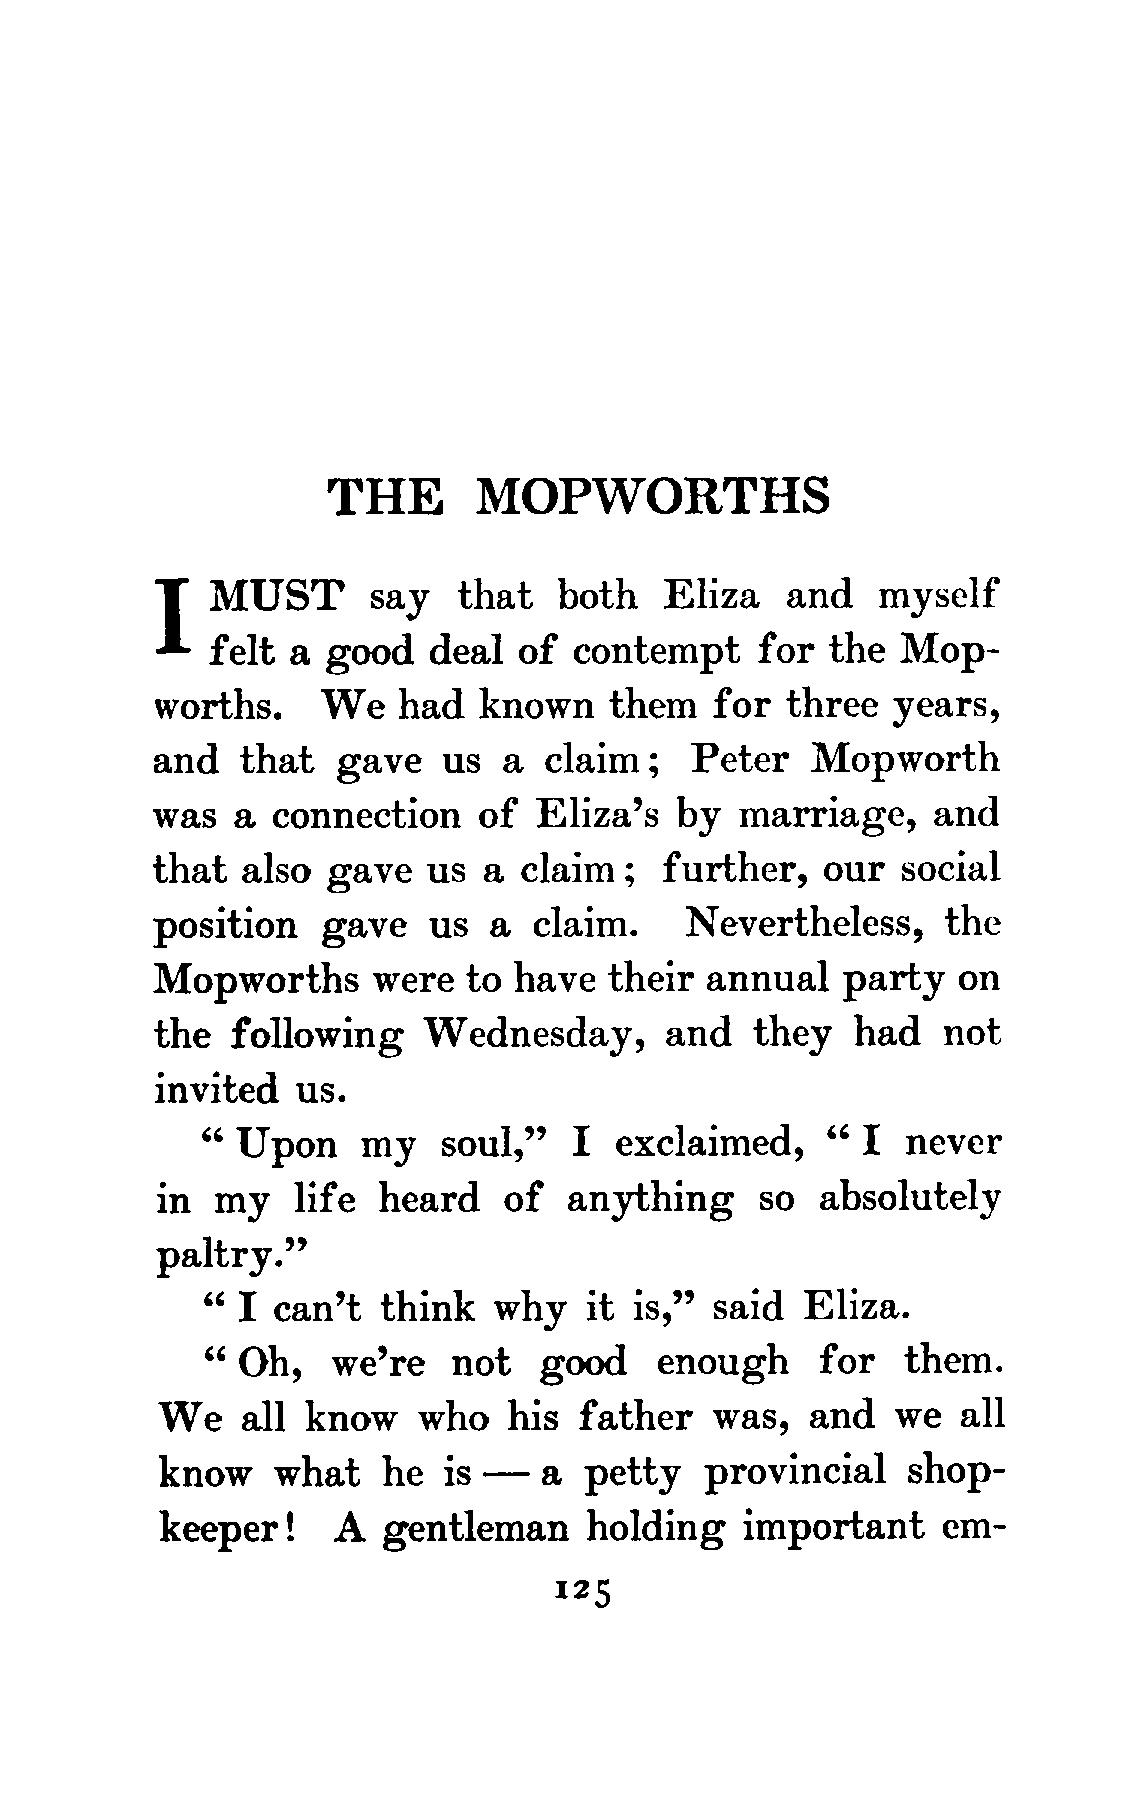 THE MOPWORTHS
I MUST say that both Eliza and myself
felt a good deal of contempt for the Mop-
worths. We had known them for three years,
and that gave us a claim; Peter Mopworth
was a connection of Eliza's by marriage, and
that also gave us a claim; further, our social
position gave us a claim. Nevertheless, the
Mopworths were to have their annual party on
the following Wednesday, and they had not
invited us.
“Upon my soul,” I exclaimed, “I never
in my life heard of anything so absolutely
paltry.”
“I can't think why it is,” said Eliza.
“Oh, we're not good enough for them.
We all know who his father was, and we all
know what he is — a petty provincial shop-
keeper! A gentleman holding important em-
125